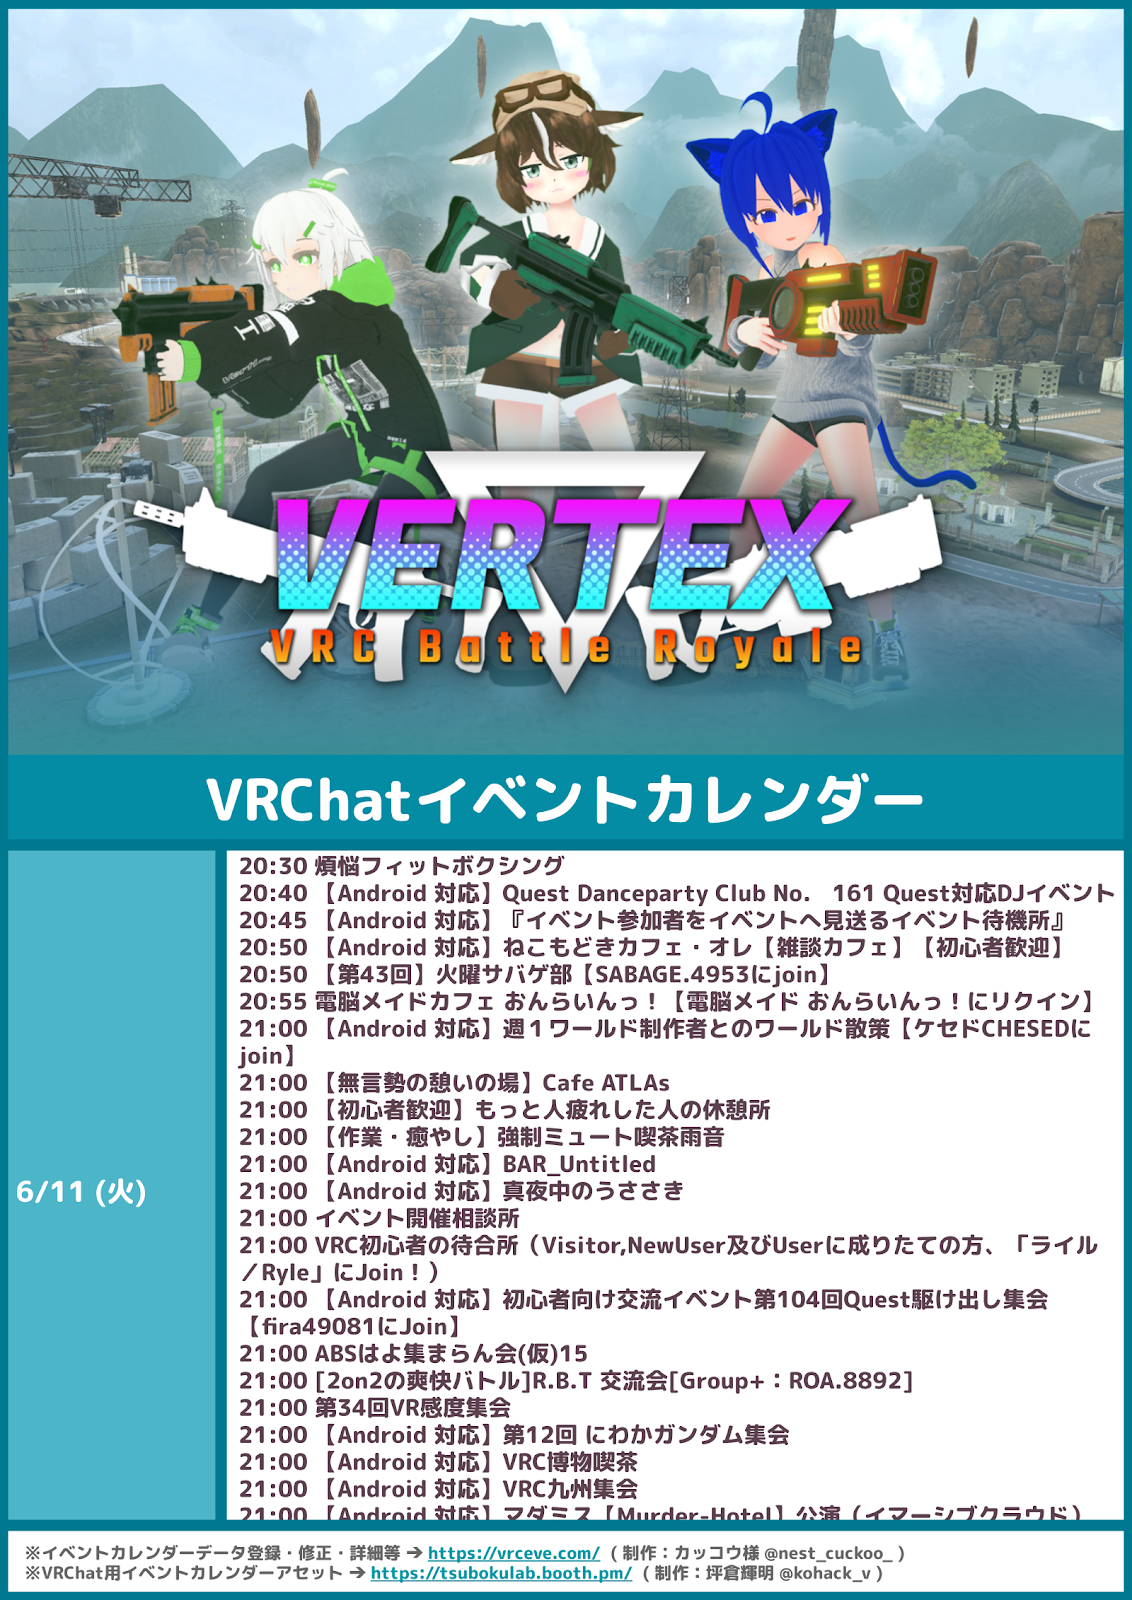 VERTEX
VRC Battle Royale
VRChatイベントカレンダー
6/11 (火)
20:30 煩悩フィットボクシング
20:40 【Android 対応】Quest Danceparty Club No. 161 Quest対応DJイベント
20:45 【Android 対応】『イベント参加者をイベントへ見送るイベント待機所』
20:50 【Android 対応】ねこもどきカフェ・オレ【雑談カフェ】【初心者歓迎】
20:50 【第43回】火曜サバゲ部【SABAGE.4953にjoin】
20:55 電脳メイドカフェ おんらいんっ！【電脳メイド おんらいんっ！にリクイン】
21:00 【Android 対応】週１ワールド制作者とのワールド散策【ケセドCHESEDに
join】
21:00 【無言勢の憩いの場】Cafe ATLAs
21:00 【初心者歓迎】もっと人疲れした人の休憩所
21:00 【作業・癒やし】強制ミュート喫茶雨音
21:00 【Android 対応】BAR_Untitled
21:00 【Android 対応】真夜中のうささき
21:00 イベント開催相談所
21:00 VRC初心者の待合所（Visitor,NewUser及びUserに成りたての方、「ライル
／Ryle」にJoin！）
21:00 【Android 対応】初心者向け交流イベント第104回Quest駆け出し集会
【fira49081にJoin】
21:00 ABSはよ集まらん会(仮)15
21:00 [2on2の爽快バトル]R.B.T 交流会[Group+：ROA.8892]
21:00 第34回VR感度集会
21:00 【Android 対応】第12回 にわかガンダム集会
21:00 【Android 対応】VRC博物喫茶
21:00 【Android 対応】VRC九州集会
21:00 【Android 対応】マダミス【Murder-Hotel】公演（イマーシブクラウド）
※イベントカレンダーデータ登録・修正・詳細等 ➔ https://vrceve.com/ ( 制作：カッコウ様 @nest_cuckoo_ )
※VRChat用イベントカレンダーアセット ➔ https://tsubokulab.booth.pm/ ( 制作：坪倉輝明 @kohack_v )